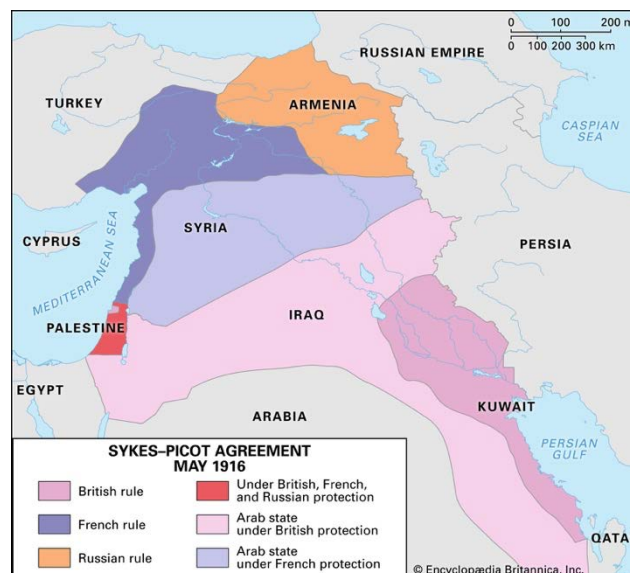 0 100 200 mi
0 100 200 300 km
RUSSIAN EMPIRE
TURKEY
ARMENIA
CASPIAN
SEA
CYPRUS
SYRIA
PERSIA
MEDITERRANEAN SEA
PALESTINE
IRAQ
EGYPT
KUWAIT
ARABIA
PERSIAN
GULF
QATA
SYKES–PICOT AGREEMENT
MAY 1916
British rule
French rule
Russian rule
Under British, French,
and Russian protection
Arab state
under British protection
Arab state
under French protection
© Encyclopædia Britannica, Inc.